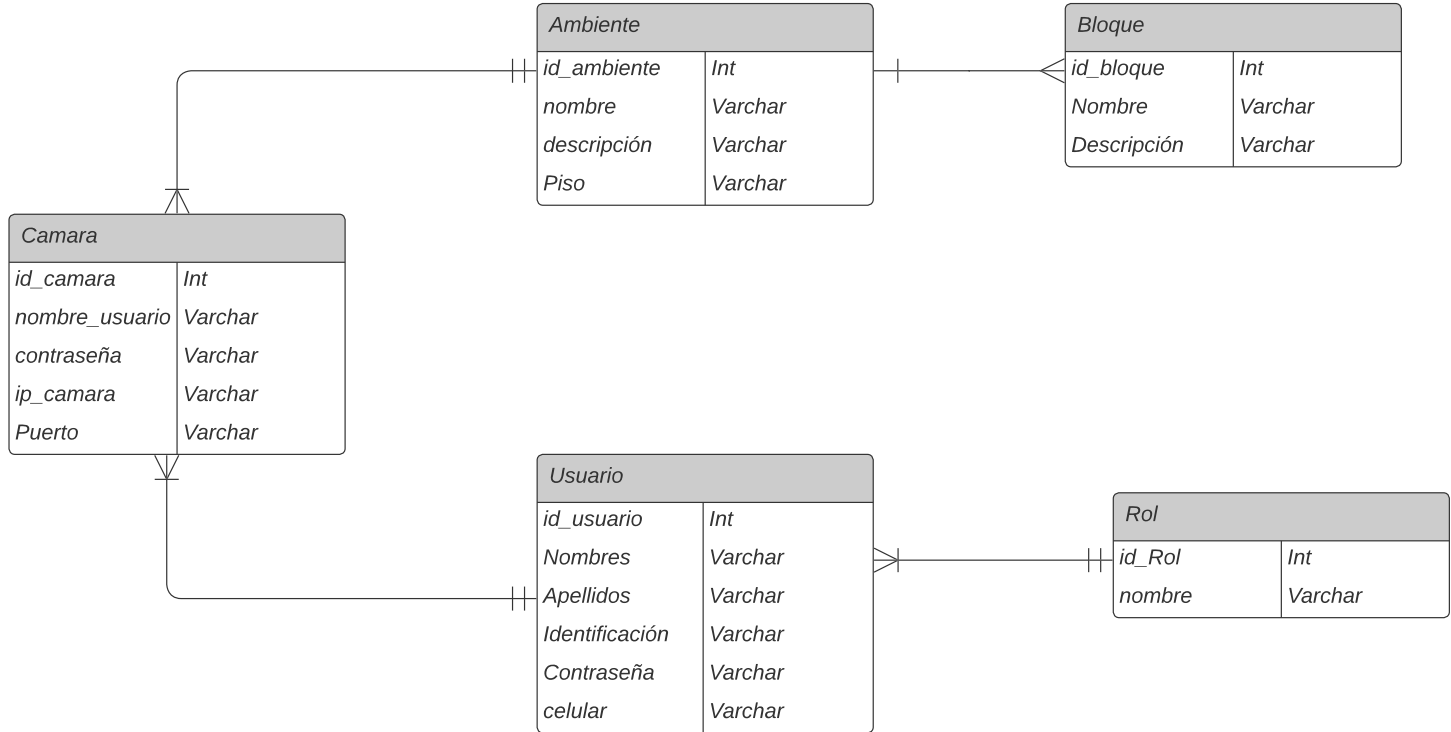 Ambiente
id_ambiente Int
nombre Varchar
descripción Varchar
Piso Varchar
Bloque
id_bloque Int
Nombre Varchar
Descripción Varchar
Camara
id_camara Int
nombre_usuario Varchar
contraseña Varchar
ip_camara Varchar
Puerto Varchar
Usuario
id_usuario Int
Nombres Varchar
Apellidos Varchar
Identificación Varchar
Contraseña Varchar
celular Varchar
Rol
id_Rol Int
nombre Varchar